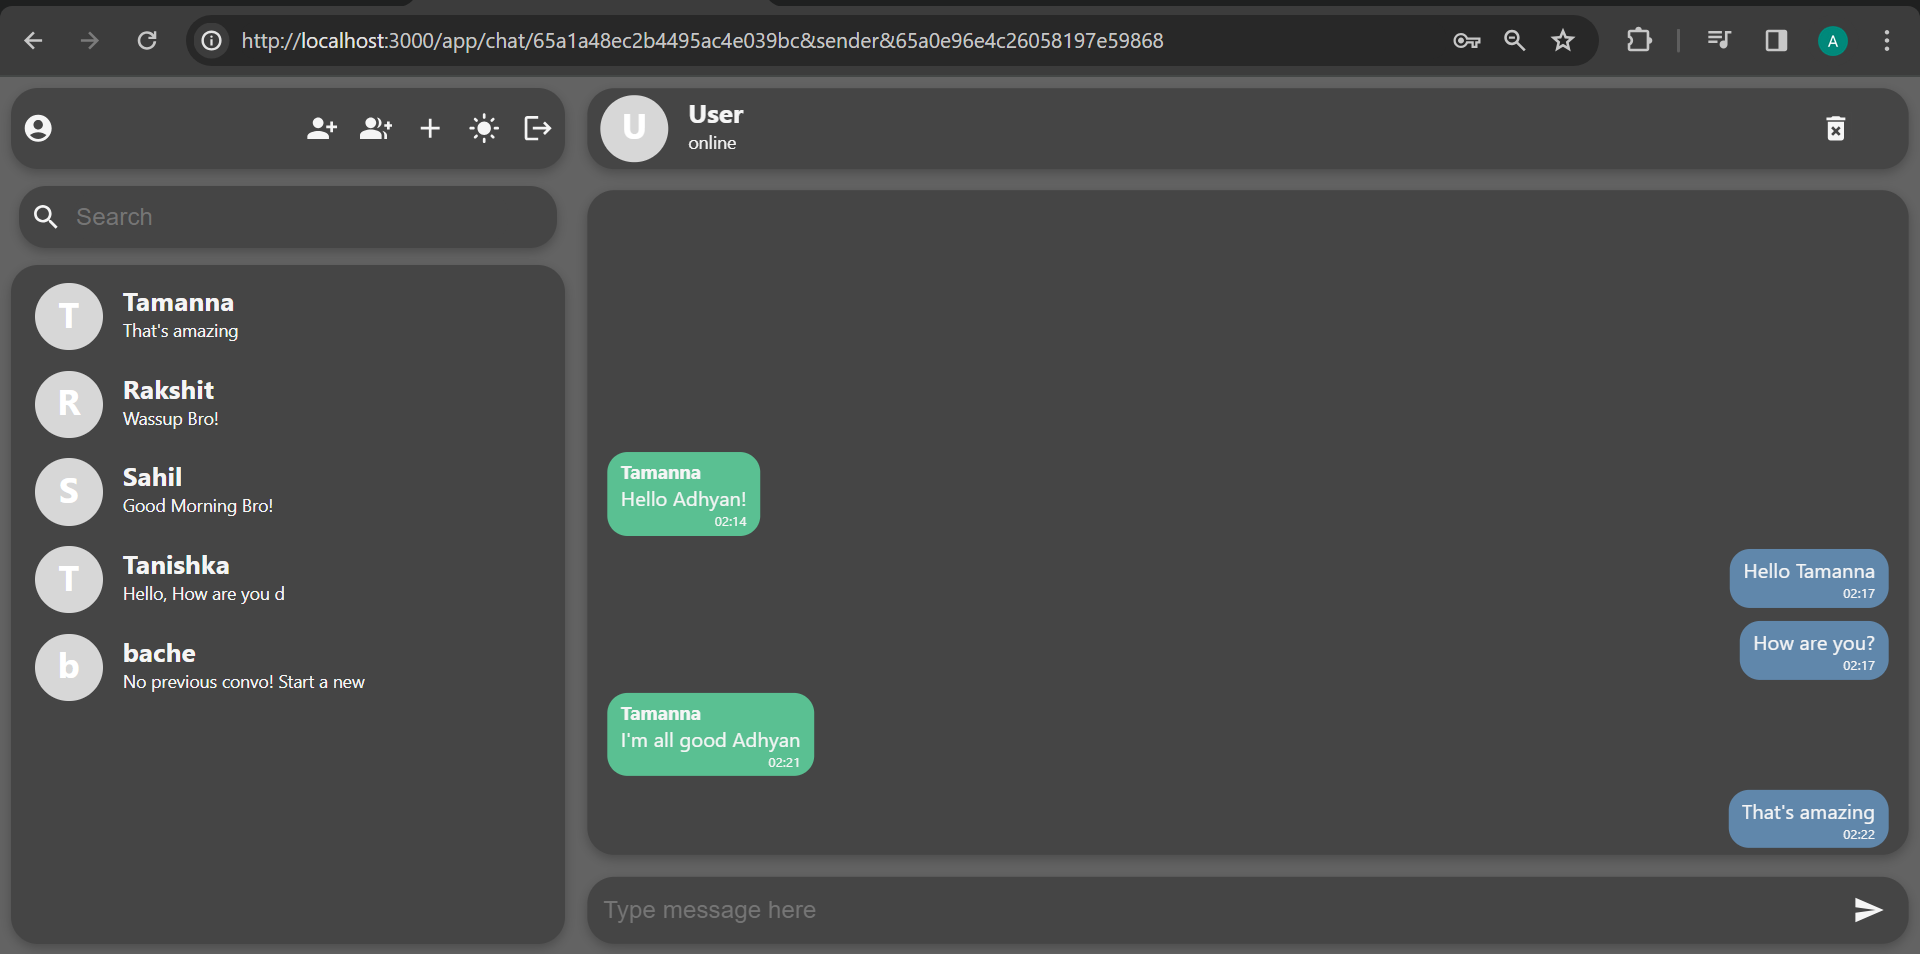 http://localhost:3000/app/chat/65a1a48ec2b4495ac4e039bc&sender&65a0e96e4c26058197e59868
A
Search
T
Tamanna
That's amazing
R
Rakshit
Wassup Bro!
S
Sahil
Good Morning Bro!
T
Tanishka
Hello, How are you d
b
bache
No previous convo! Start a new
U
User
online
Tamanna
Hello Adhyan!
02:14
Hello Tamanna
02:17
How are you?
02:17
Tamanna
I'm all good Adhyan
02:21
That's amazing
02:22
Type message here